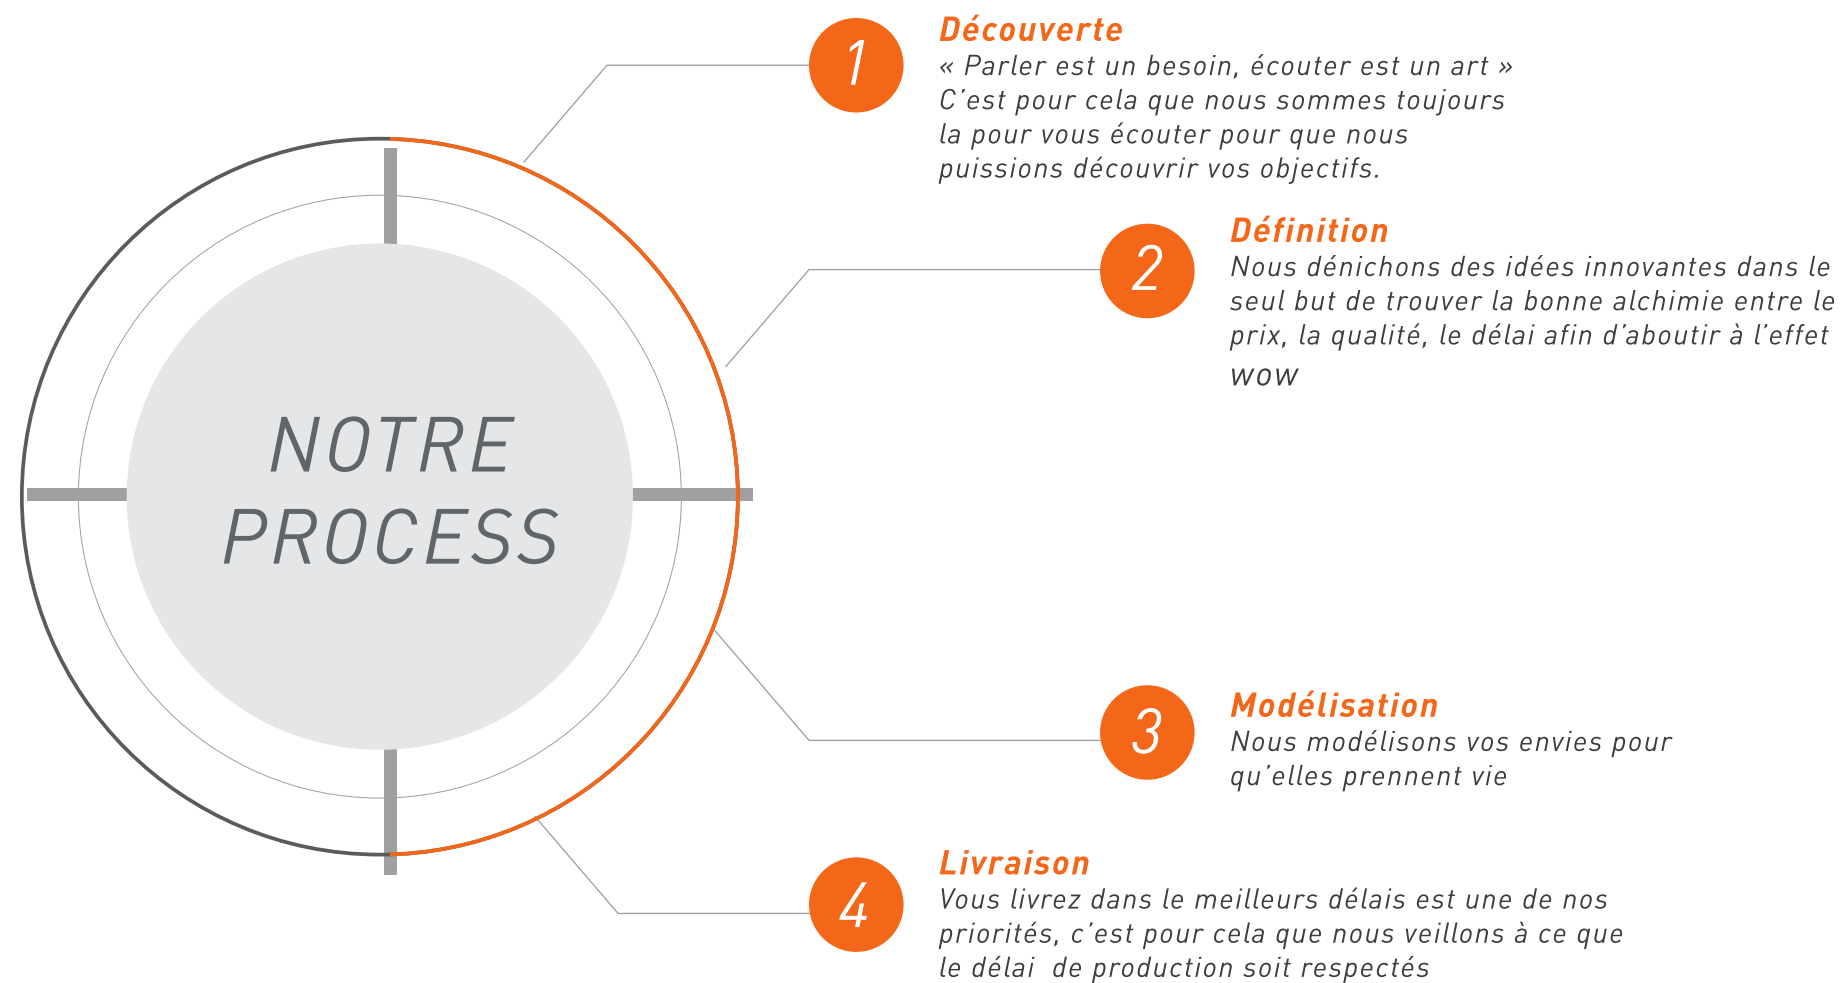 NOTRE
PROCESS
1
Découverte
« Parler est un besoin, écouter est un art »
C'est pour cela que nous sommes toujours
la pour vous écouter pour que nous
puissions découvrir vos objectifs.
2
Définition
Nous dénichons des idées innovantes dans le
seul but de trouver la bonne alchimie entre le
prix, la qualité, le délai afin d'aboutir à l'effet
wow
3
Modélisation
Nous modélisons vos envies pour
qu'elles prennent vie
4
Livraison
Vous livrez dans le meilleurs délais est une de nos
priorités, c'est pour cela que nous veillons à ce que
le délai  de production soit respectés